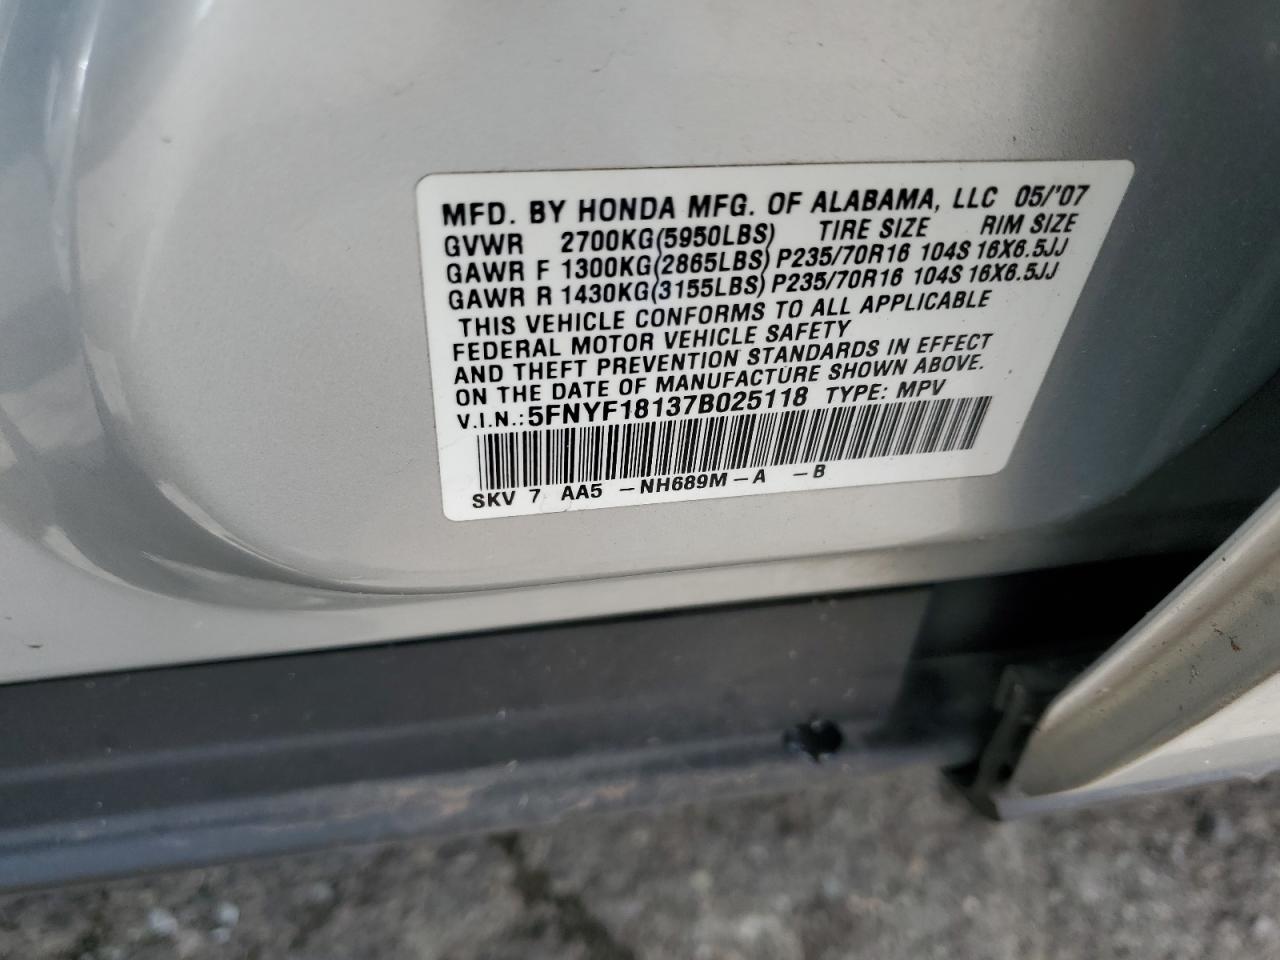 MFD. BY HONDA MFG. OF ALABAMA, LLC 05/'07
GVWR 2700KG(5950LBS) TIRE SIZE RIM SIZE
GAWR F 1300KG(2865LBS) P235/70R16 104S 16X6.5JJ
GAWR R 1430KG(3155LBS) P235/70R16 104S 16X6.5JJ
THIS VEHICLE CONFORMS TO ALL APPLICABLE
FEDERAL MOTOR VEHICLE SAFETY
AND THEFT PREVENTION STANDARDS IN EFFECT
ON THE DATE OF MANUFACTURE SHOWN ABOVE.
V.I.N.: 5FNYF18137B025118 TYPE: MPV
SKV 7 AA5 -NH689M-A -B